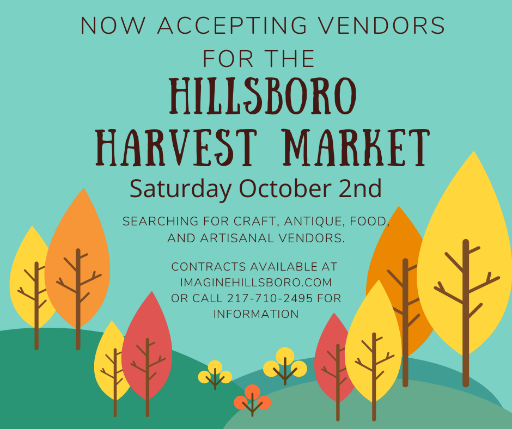 NOW ACCEPTING VENDORS
FOR THE
HILLSBORO
HARVEST MARKET
Saturday October 2nd
SEARCHING FOR CRAFT, ANTIQUE, FOOD,
AND ARTISANAL VENDORS.
CONTRACTS AVAILABLE AT
IMAGINEHILLSBORO.COM
OR CALL 217-710-2495 FOR
INFORMATION